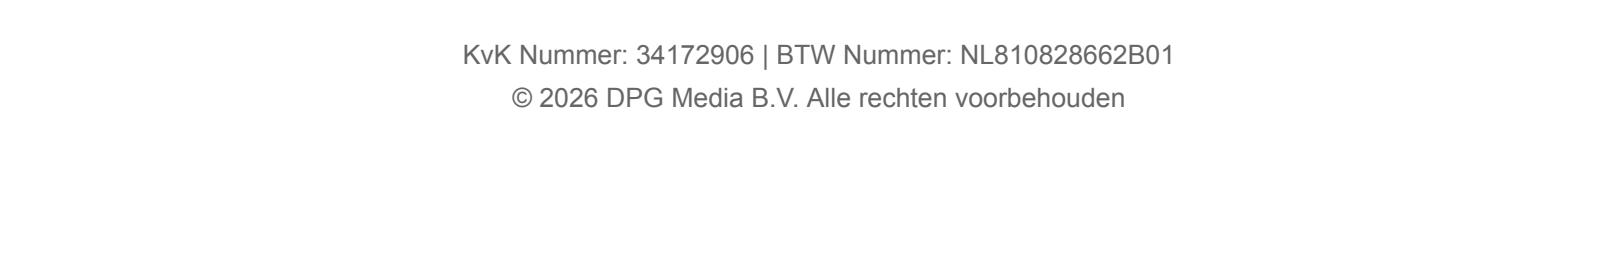 KvK Nummer: 34172906 | BTW Nummer: NL810828662B01
© 2026 DPG Media B.V. Alle rechten voorbehouden